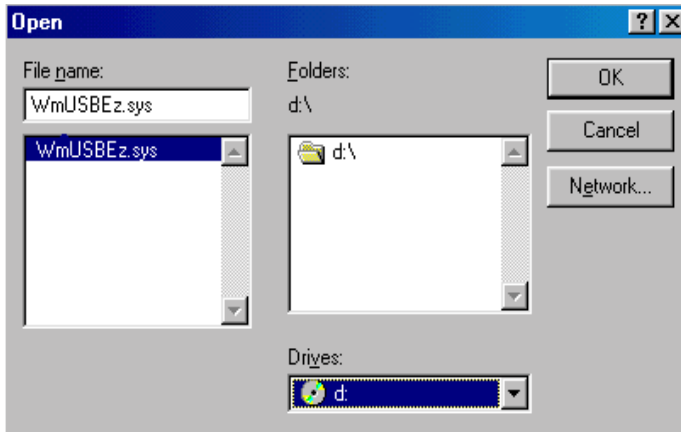 Open
File name:
WmUSBEz.sys
WmUSBEz.sys
Folders:
d:\
d:\
Drives:
d:
OK
Cancel
Network...